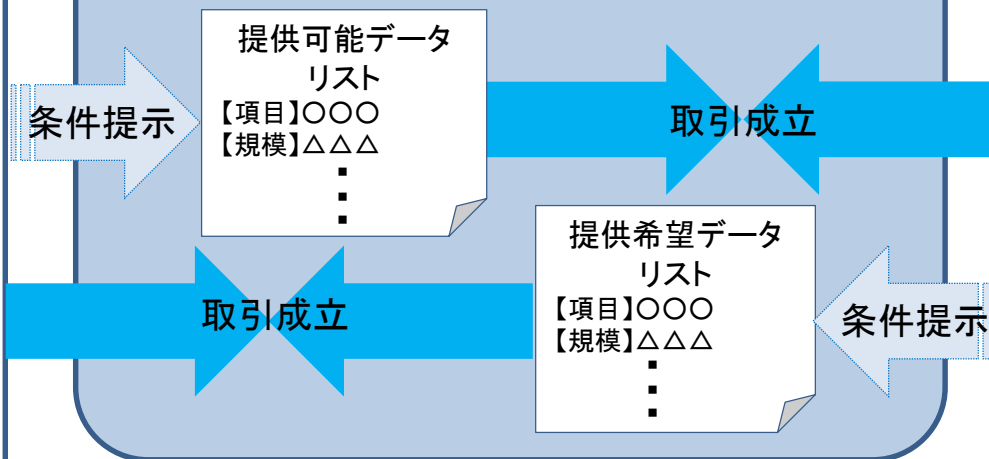 提供可能データ
リスト
【項目】○○○
【規模】△△△
・
・
・
条件提示
取引成立
提供希望データ
リスト
【項目】○○○
【規模】△△△
・
・
・
取引成立
条件提示